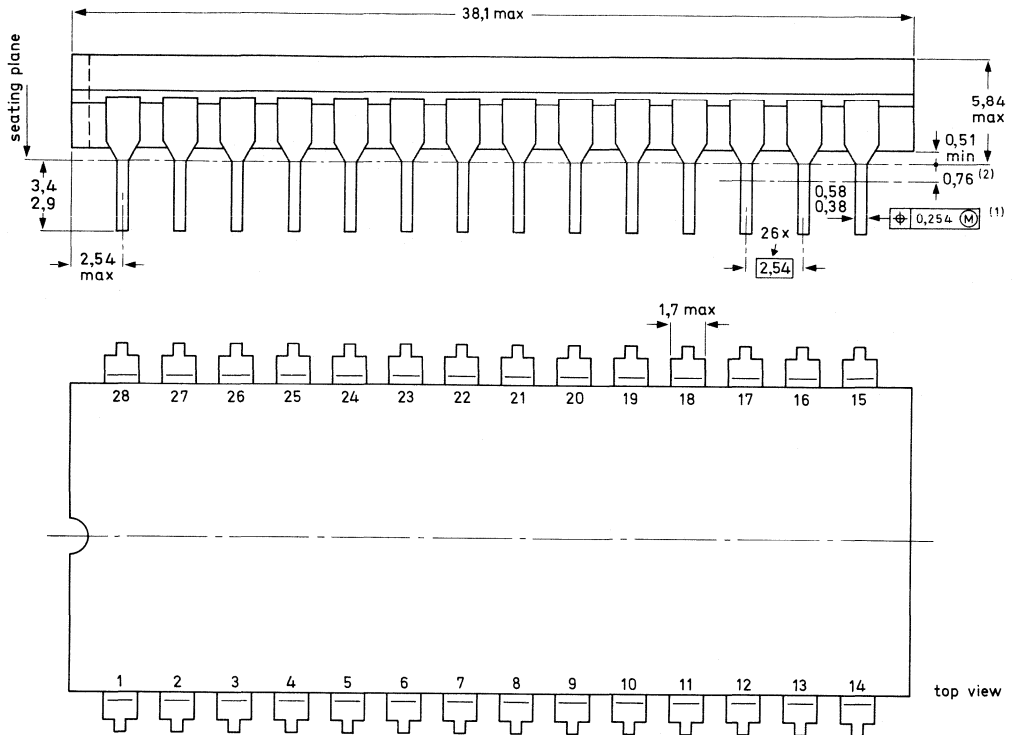 38,1 max
seating plane
5,84
max
0,51
min
0,76 (2)
3,4
2,9
0,58
0,38
0,254 M (1)
26x
2,54
max
2,54
1,7 max
28 27 26 25 24 23 22 21 20 19 18 17 16 15
1 2 3 4 5 6 7 8 9 10 11 12 13 14
top view